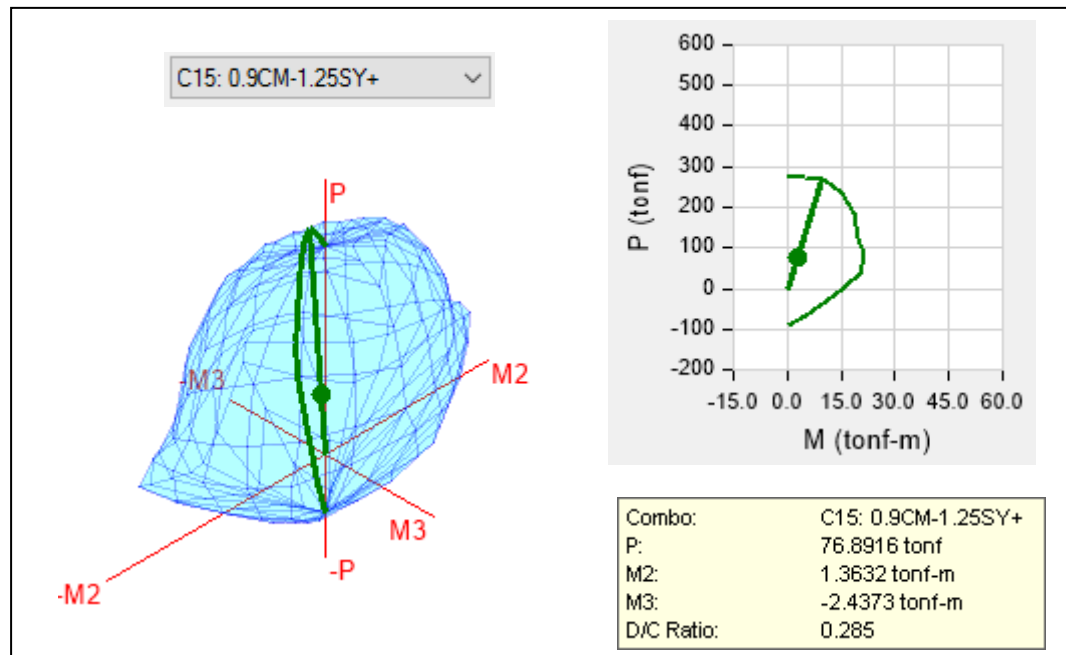 C15: 0.9CM-1.25SY+
P
M2
-M3
M3
-M2
-P
600
500
400
300
200
100
0
-100
-200
-15.0 0.0 15.0 30.0 45.0 60.0
P (tonf)
M (tonf-m)
Combo: C15: 0.9CM-1.25SY+
P: 76.8916 tonf
M2: 1.3632 tonf-m
M3: -2.4373 tonf-m
D/C Ratio: 0.285